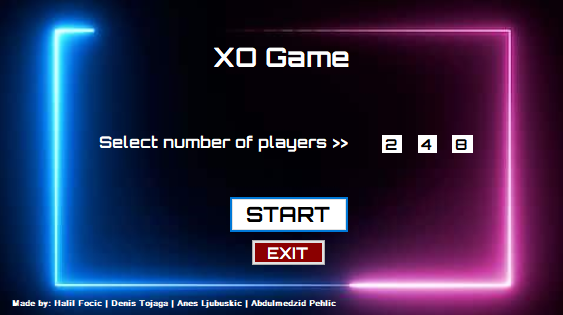 XO Game
Select number of players >> 2 4 8
START
EXIT
Made by: Halil Focic | Denis Tojaga | Anes Ljubuskic | Abdulmedzid Pehlic